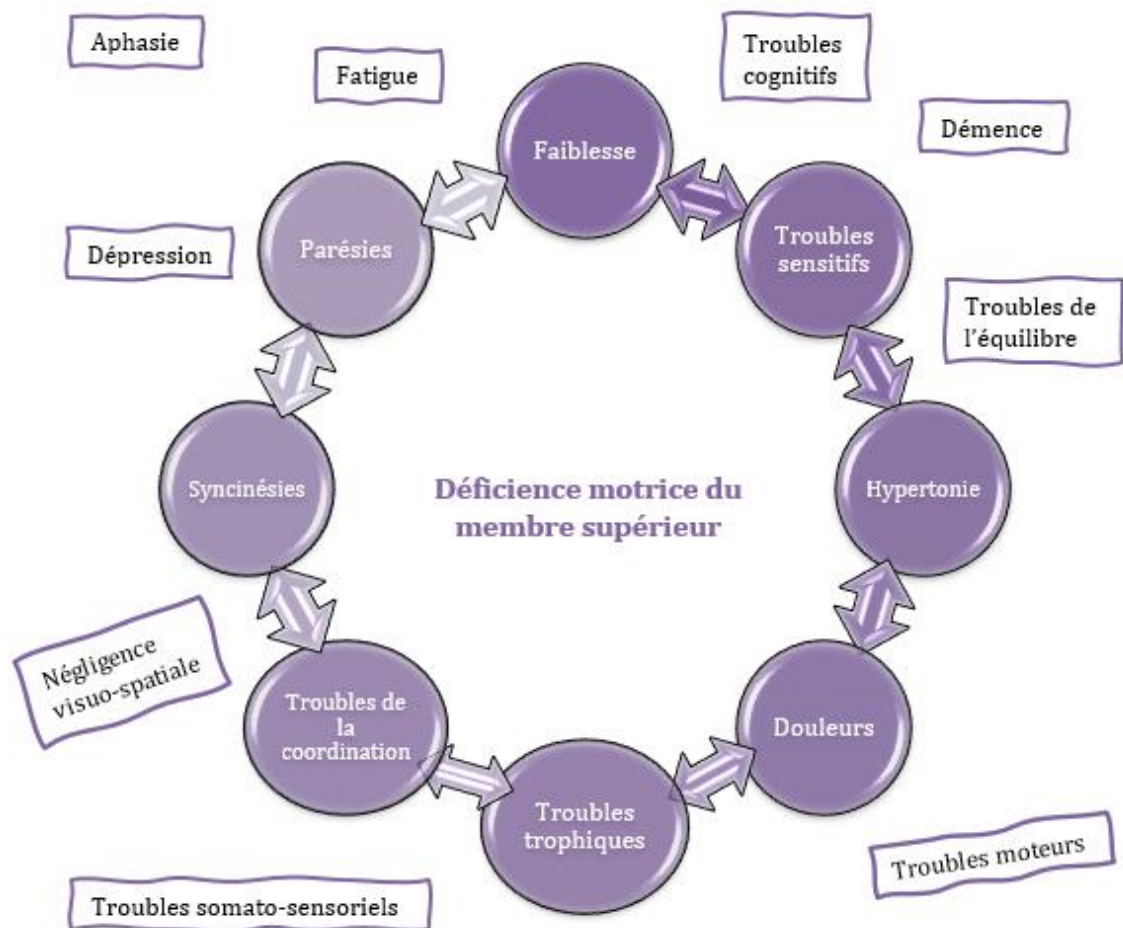 Aphasie
Fatigue
Troubles
cognitifs
Démence
Faiblesse
Parésies
Troubles
sensitifs
Dépression
Troubles de
l'équilibre
Syncinésies
Déficience motrice du
membre supérieur
Hypertonie
Négligence
visuo-spatiale
Troubles de
la
coordination
Douleurs
Troubles
trophiques
Troubles moteurs
Troubles somato-sensoriels